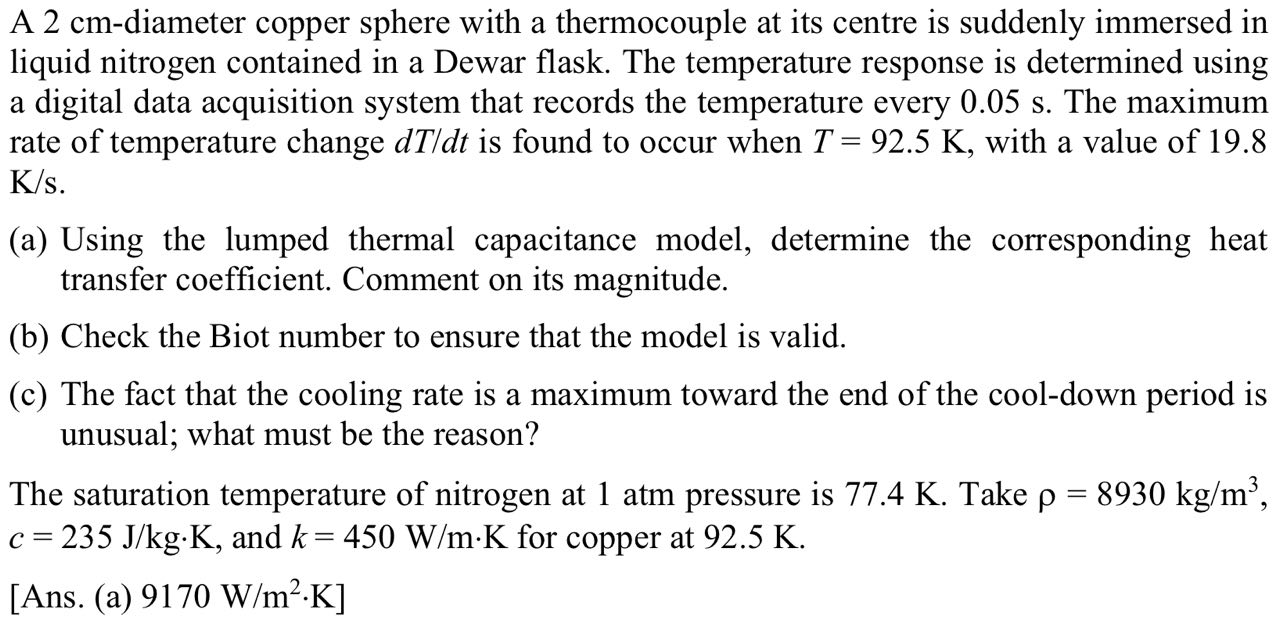 A 2 cm-diameter copper sphere with a thermocouple at its centre is suddenly immersed in
liquid nitrogen contained in a Dewar flask. The temperature response is determined using
a digital data acquisition system that records the temperature every 0.05 s. The maximum
rate of temperature change dT/dt is found to occur when T = 92.5 K, with a value of 19.8
K/s.
(a) Using the lumped thermal capacitance model, determine the corresponding heat
transfer coefficient. Comment on its magnitude.
(b) Check the Biot number to ensure that the model is valid.
(c) The fact that the cooling rate is a maximum toward the end of the cool-down period is
unusual; what must be the reason?
The saturation temperature of nitrogen at 1 atm pressure is 77.4 K. Take ρ = 8930 kg/m³,
c = 235 J/kg·K, and k = 450 W/m·K for copper at 92.5 K.
[Ans. (a) 9170 W/m²·K]